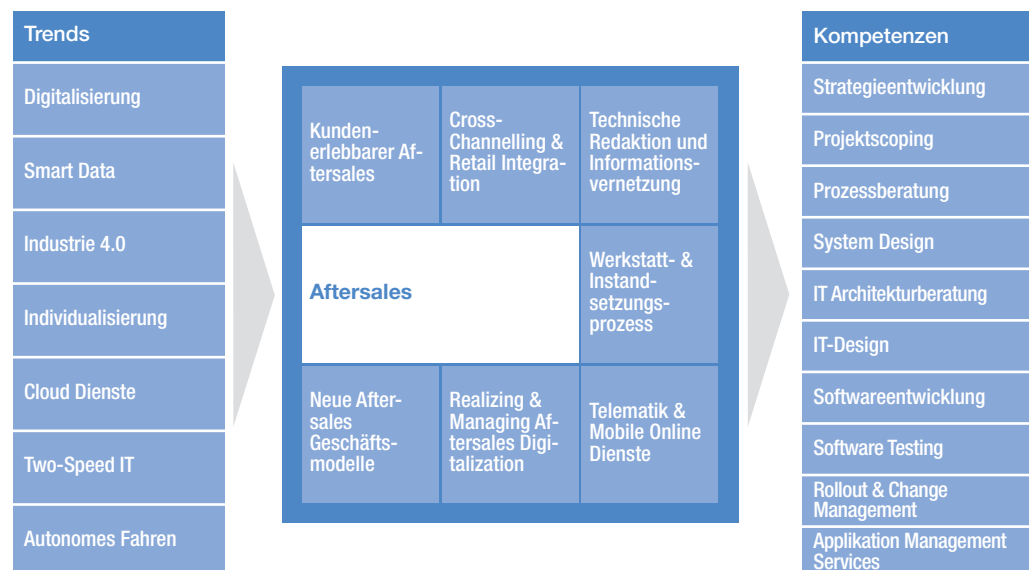 Trends
Digitalisierung
Smart Data
Industrie 4.0
Individualisierung
Cloud Dienste
Two-Speed IT
Autonomes Fahren
Kunden-
erlebbarer Af-
tersales
Cross-
Channelling &
Retail Integra-
tion
Technische
Redaktion und
Informations-
vernetzung
Aftersales
Werkstatt- &
Instand-
setzungs-
prozess
Neue After-
sales
Geschäfts-
modelle
Realizing &
Managing Af-
tersales Digi-
talization
Telematik &
Mobile Online
Dienste
Kompetenzen
Strategieentwicklung
Projektscoping
Prozessberatung
System Design
IT Architekturberatung
IT-Design
Softwareentwicklung
Software Testing
Rollout & Change
Management
Applikation Management
Services